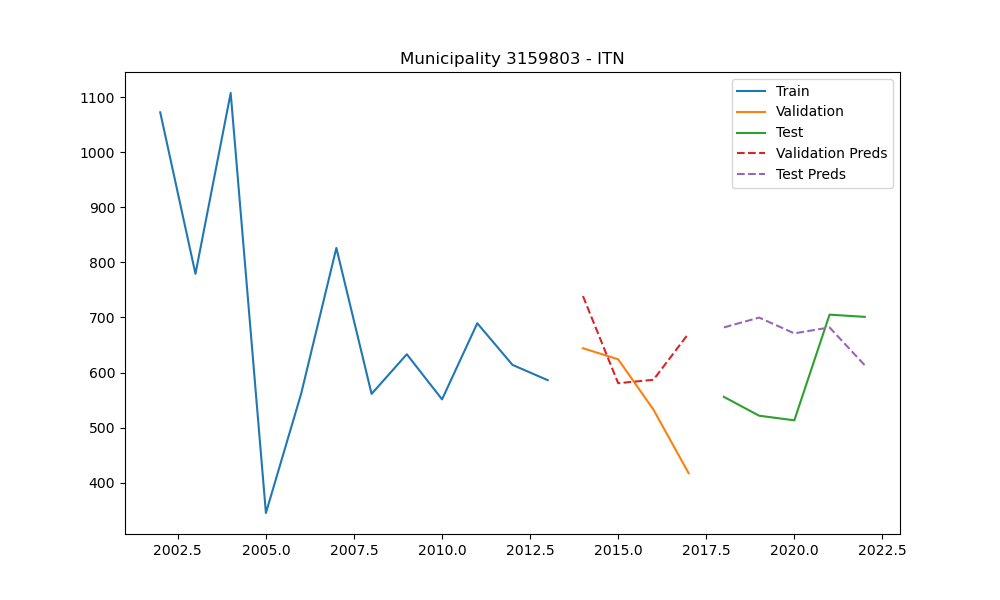 Municipality 3159803 - ITN
Train
Validation
Test
Validation Preds
Test Preds
1100
1000
900
800
700
600
500
400
2002.5 2005.0 2007.5 2010.0 2012.5 2015.0 2017.5 2020.0 2022.5